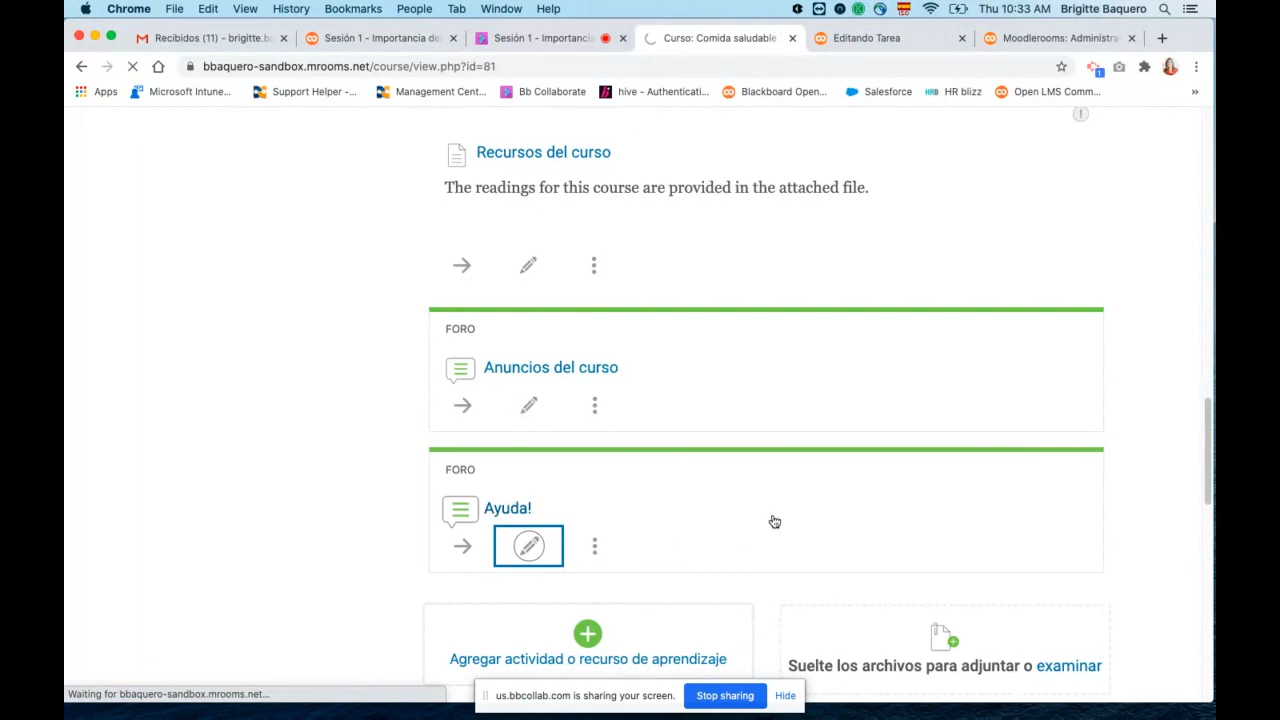 Chrome File Edit View History Bookmarks People Tab Window Help
ISO Thu 10:33 AM Brigitte Baquero
Recibidos (11) - brigitte.ba
Sesión 1 - Importancia de
Sesión 1 - Importanci
Curso: Comida saludable
Editando Tarea
Moodlerooms: Administra
bbaquero-sandbox.mrooms.net/course/view.php?id=81
1
Apps
Microsoft Intune...
Support Helper -...
Management Cent...
Bb Collaborate
hive - Authenticati...
Blackboard Open...
Salesforce
HRB HR blizz
Open LMS Comm...
»
Recursos del curso
The readings for this course are provided in the attached file.
FORO
Anuncios del curso
FORO
Ayuda!
Agregar actividad o recurso de aprendizaje
Suelte los archivos para adjuntar o examinar
Waiting for bbaquero-sandbox.mrooms.net...
us.bbcollab.com is sharing your screen. Stop sharing Hide